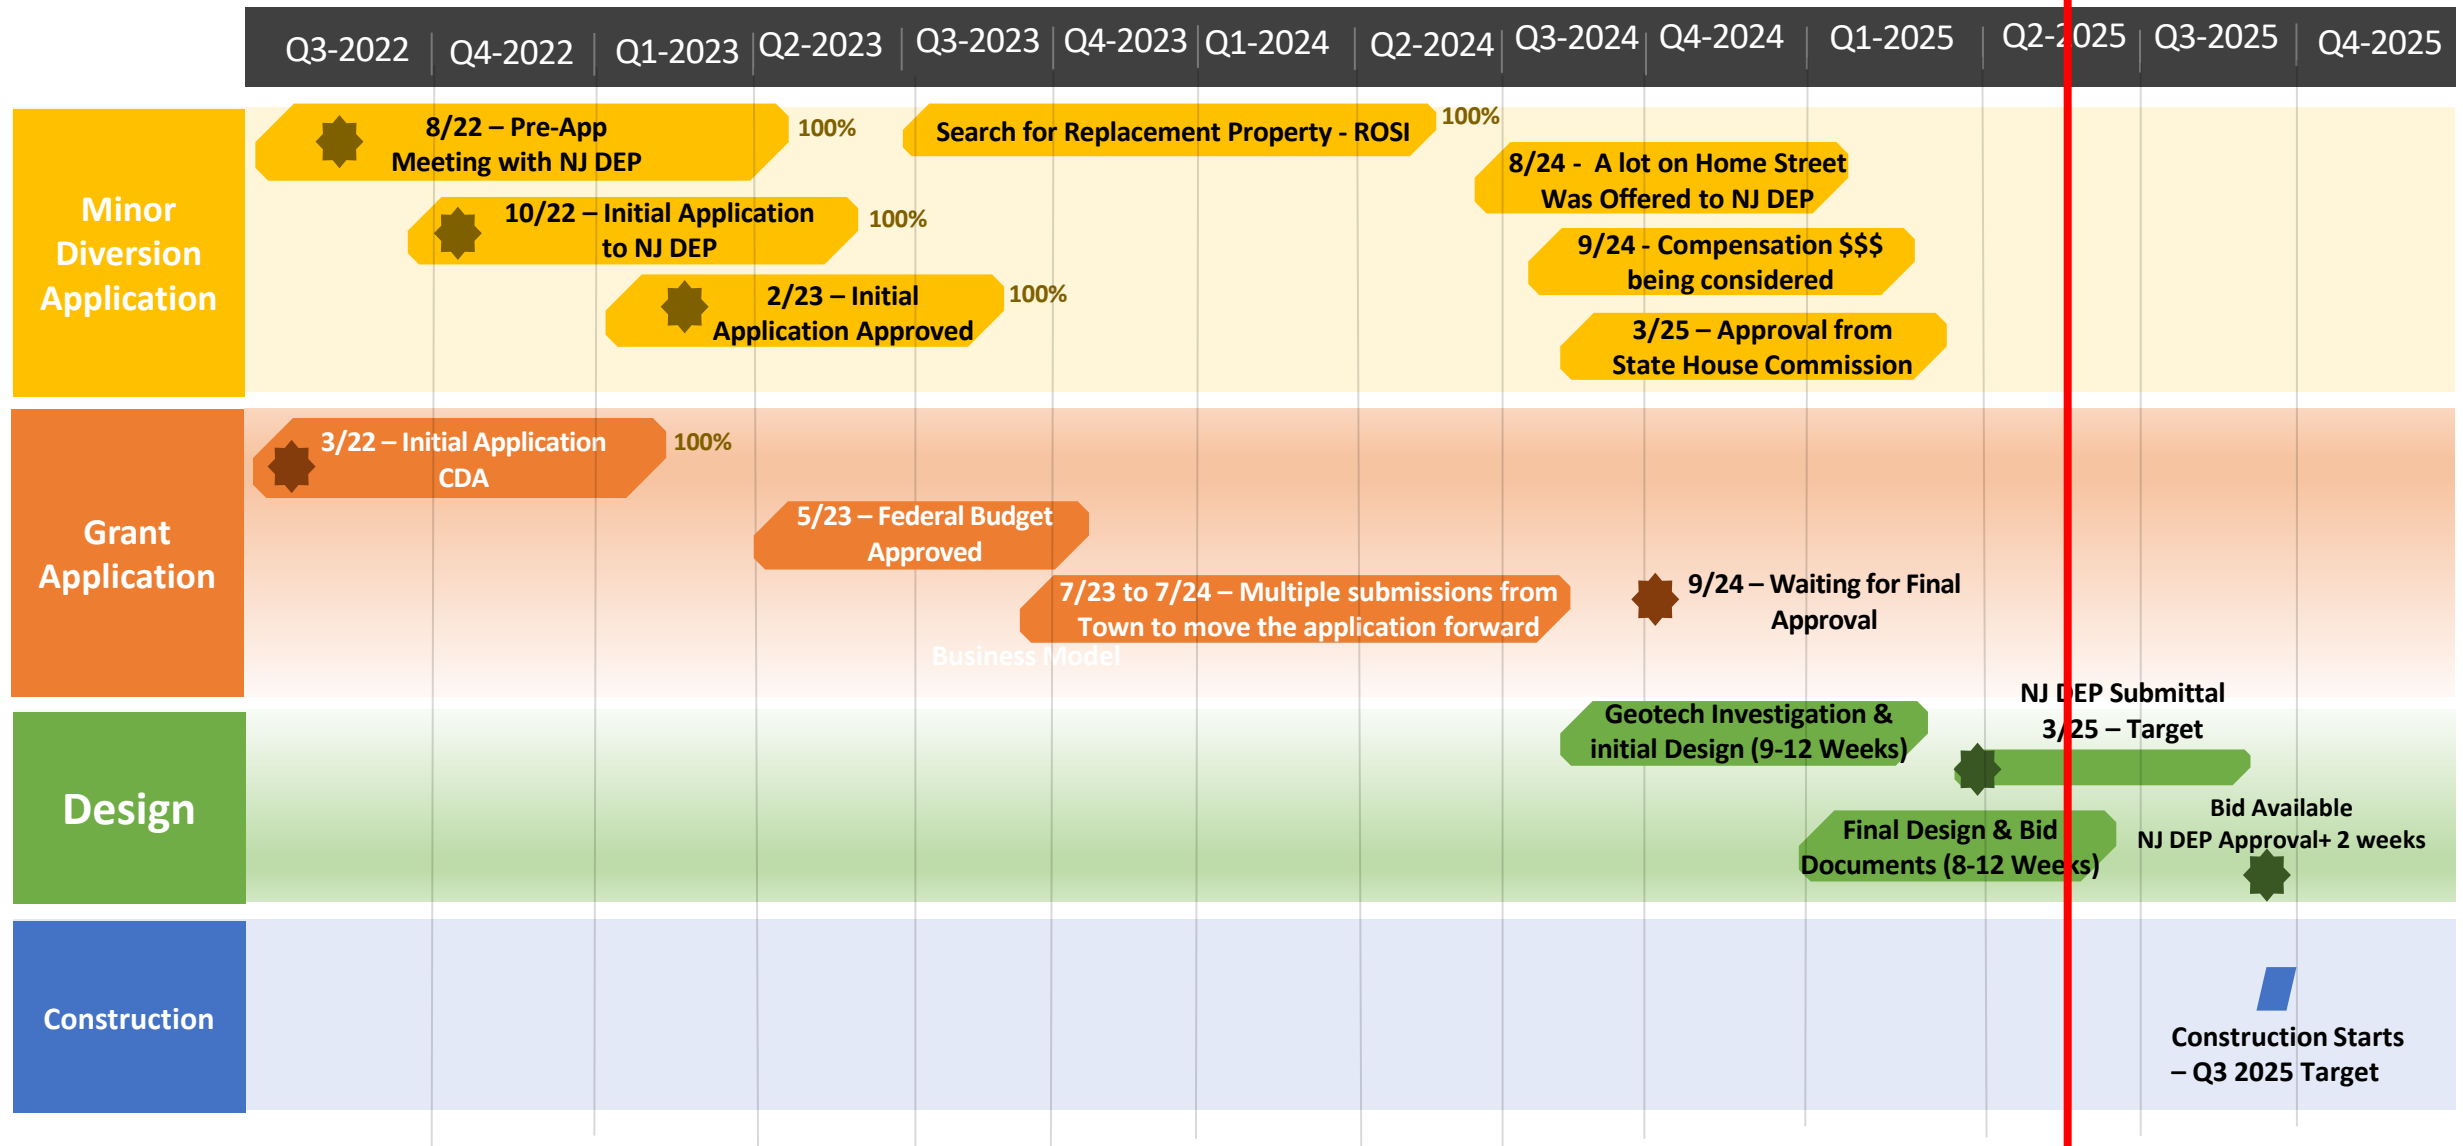 Q3-2022 Q4-2022 Q1-2023 Q2-2023 Q3-2023 Q4-2023 Q1-2024 Q2-2024 Q3-2024 Q4-2024 Q1-2025 Q2-2025 Q3-2025 Q4-2025
Minor
Diversion
Application
8/22 – Pre-App
Meeting with NJ DEP
100%
Search for Replacement Property - ROSI
100%
8/24 - A lot on Home Street
Was Offered to NJ DEP
10/22 – Initial Application
to NJ DEP
100%
9/24 - Compensation $$$
being considered
2/23 – Initial
Application Approved
100%
3/25 – Approval from
State House Commission
Grant
Application
3/22 – Initial Application
CDA
100%
5/23 – Federal Budget
Approved
7/23 to 7/24 – Multiple submissions from
Town to move the application forward
Business Model
9/24 – Waiting for Final
Approval
Design
Geotech Investigation &
initial Design (9-12 Weeks)
NJ DEP Submittal
3/25 – Target
Final Design & Bid
Documents (8-12 Weeks)
Bid Available
NJ DEP Approval+ 2 weeks
Construction
Construction Starts
– Q3 2025 Target